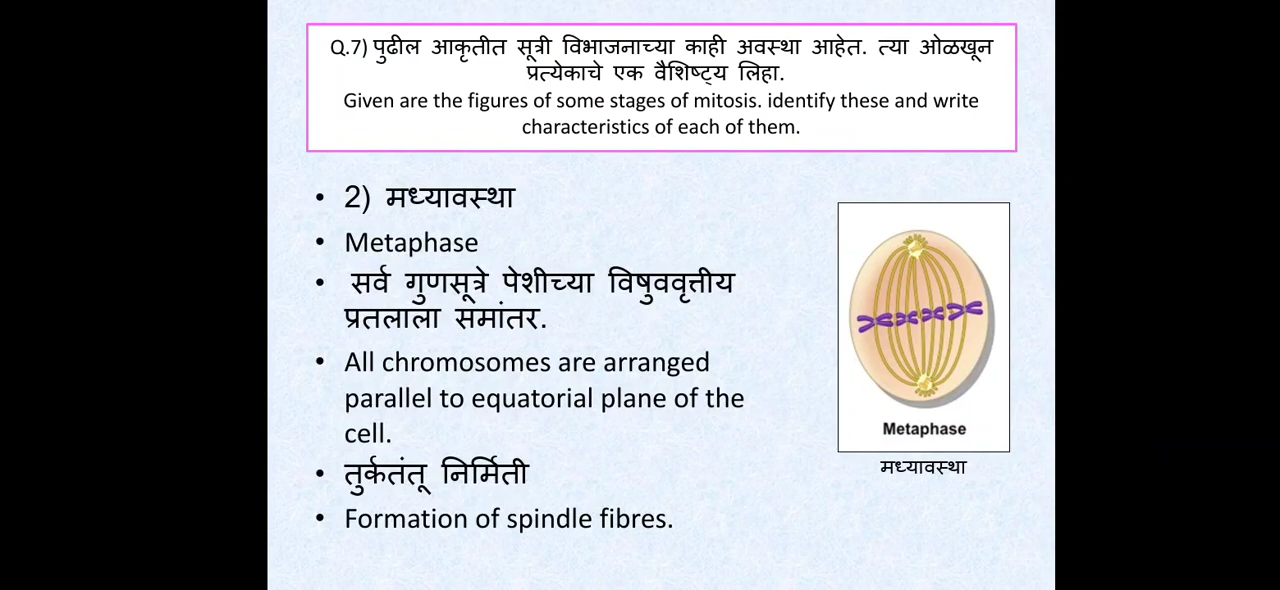 Q.7) पुढील आकृतीत सूत्री विभाजनाच्या काही अवस्था आहेत. त्या ओळखून
प्रत्येकाचे एक वैशिष्ट्य लिहा.
Given are the figures of some stages of mitosis. identify these and write
characteristics of each of them.
• 2) मध्यावस्था
• Metaphase
• सर्व गुणसूत्रे पेशीच्या विषुववृत्तीय
प्रतलाला समांतर.
• All chromosomes are arranged
parallel to equatorial plane of the
cell.
• तुर्कतंतू निर्मिती
• Formation of spindle fibres.
Metaphase
मध्यावस्था